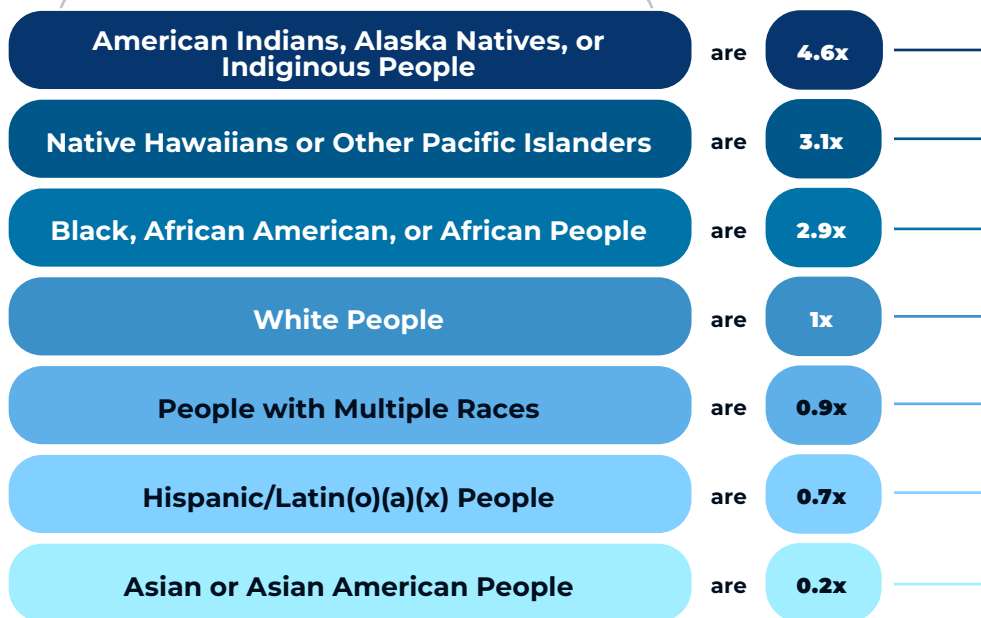 American Indians, Alaska Natives, or
Indiginous People are 4.6x
Native Hawaiians or Other Pacific Islanders are 3.1x
Black, African American, or African People are 2.9x
White People are 1x
People with Multiple Races are 0.9x
Hispanic/Latin(o)(a)(x) People are 0.7x
Asian or Asian American People are 0.2x